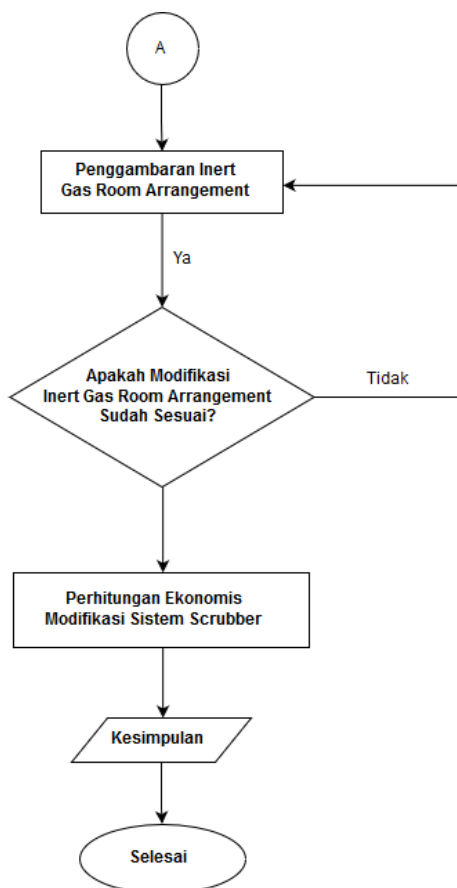 A
Penggambaran Inert
Gas Room Arrangement
Ya
Apakah Modifikasi
Inert Gas Room Arrangement
Sudah Sesuai?
Tidak
Perhitungan Ekonomis
Modifikasi Sistem Scrubber
Kesimpulan
Selesai